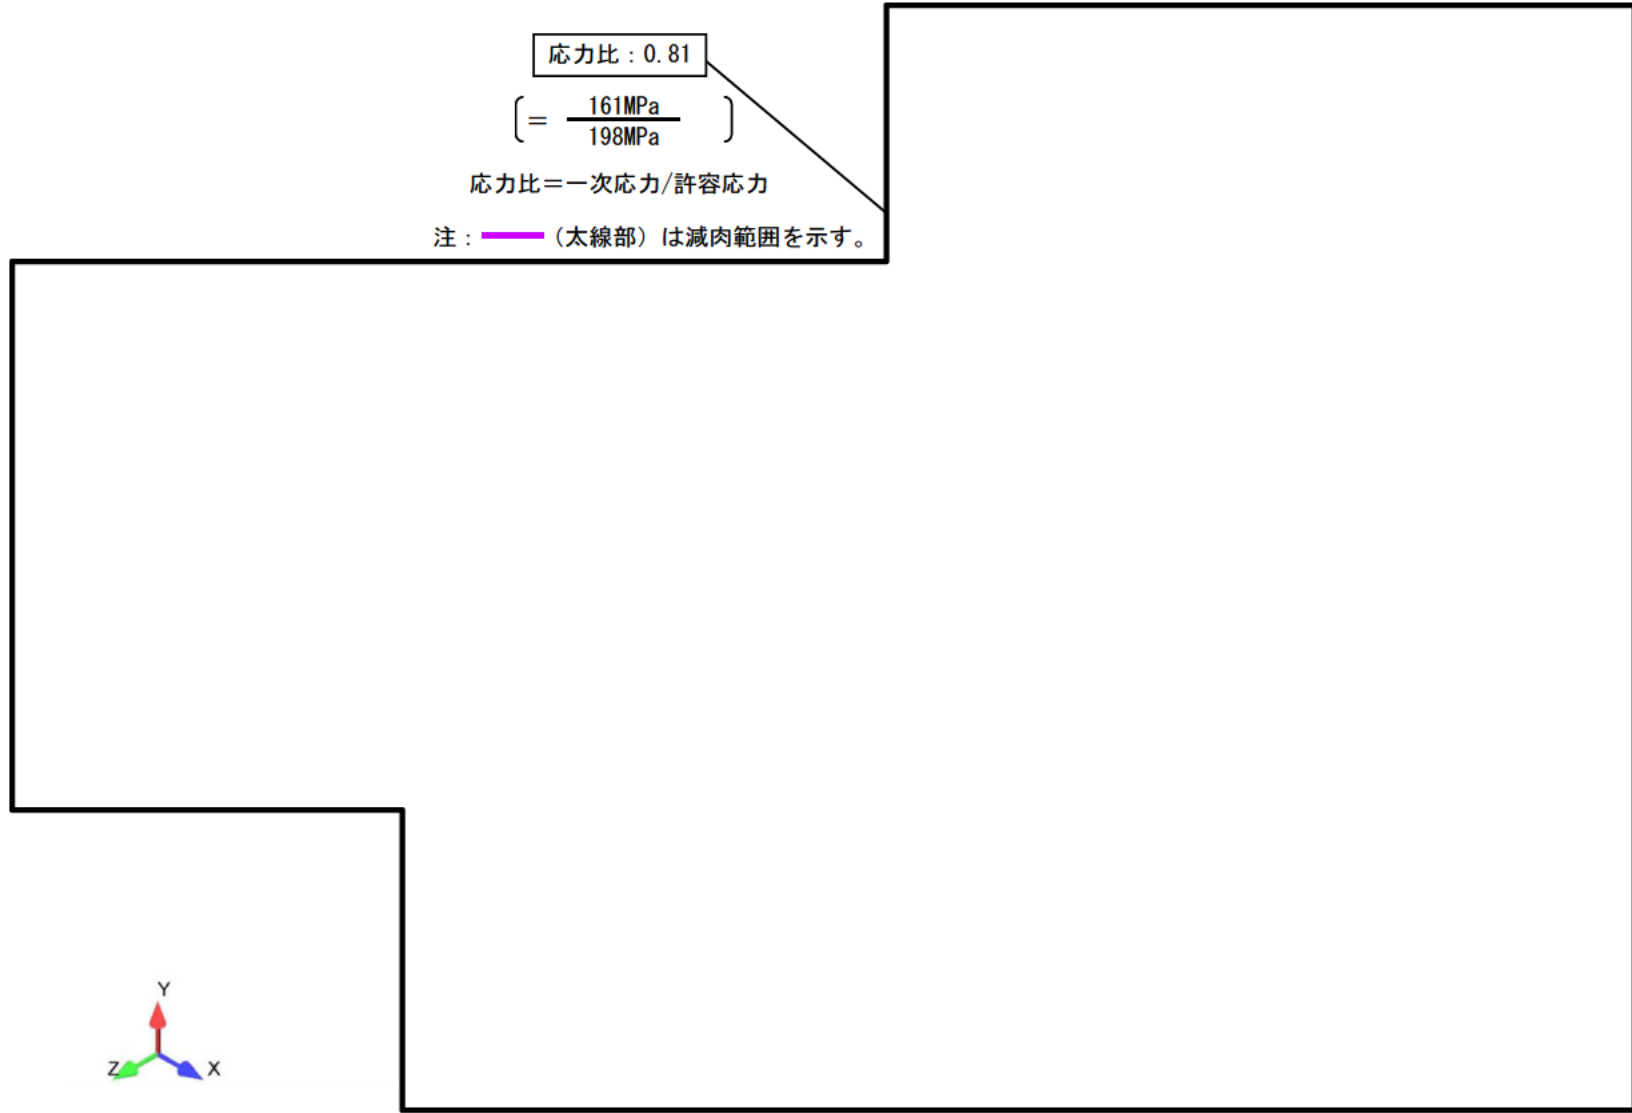 応力比:0.81
〔= 161MPa
198MPa 〕
応力比=一次応力/許容応力
注: (太線部)は減肉範囲を示す。
Y
Z X